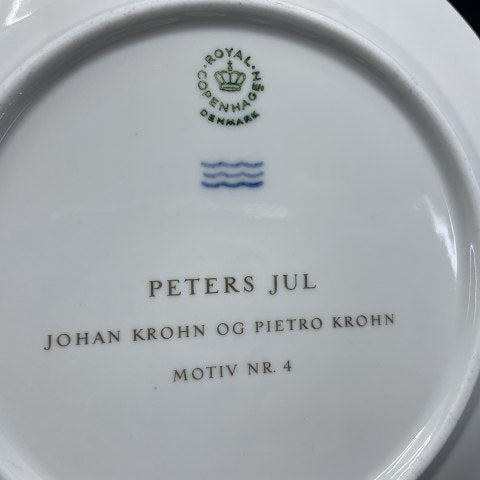 ROYAL
COPENHAGEN
DENMARK
PETERS JUL
JOHAN KROHN OG PIETRO KROHN
MOTIV NR. 4